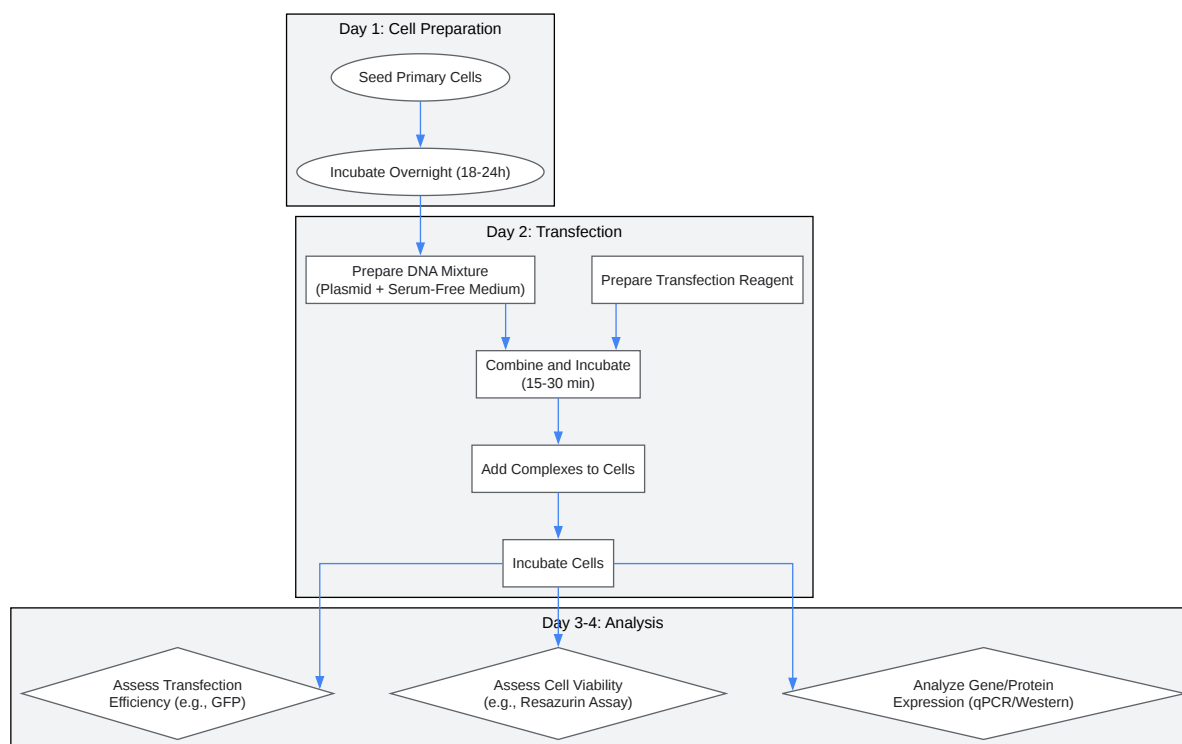 Day 1: Cell Preparation
Seed Primary Cells
Incubate Overnight (18-24h)
Day 2: Transfection
Prepare DNA Mixture
(Plasmid + Serum-Free Medium)
Prepare Transfection Reagent
Combine and Incubate
(15-30 min)
Add Complexes to Cells
Incubate Cells
Day 3-4: Analysis
Assess Transfection
Efficiency (e.g., GFP)
Assess Cell Viability
(e.g., Resazurin Assay)
Analyze Gene/Protein
Expression (qPCR/Western)